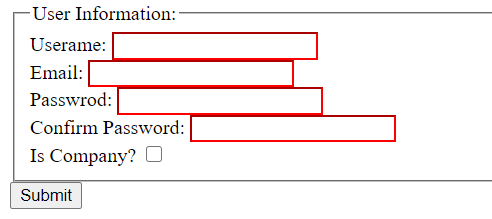 User Information:
Userame:
Email:
Passwrod:
Confirm Password:
Is Company?
Submit